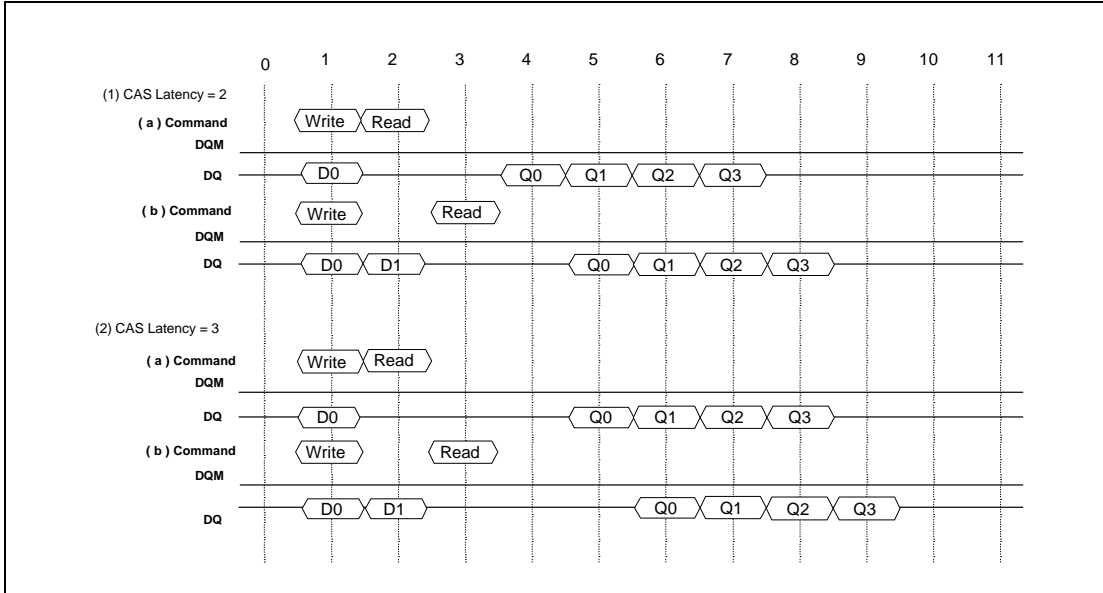 0 1 2 3 4 5 6 7 8 9 10 11
(1) CAS Latency = 2
( a ) Command Write Read
DQM
DQ D0 Q0 Q1 Q2 Q3
( b ) Command Write Read
DQM
DQ D0 D1 Q0 Q1 Q2 Q3
(2) CAS Latency = 3
( a ) Command Write Read
DQM
DQ D0 Q0 Q1 Q2 Q3
( b ) Command Write Read
DQM
DQ D0 D1 Q0 Q1 Q2 Q3